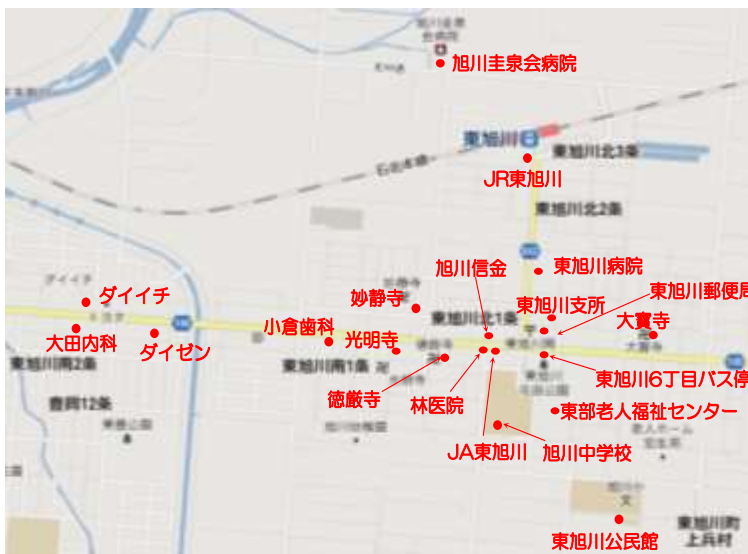 旭川圭泉会病院
東旭川
東旭川北3条
石北本線
JR東旭川
東旭川北2条
旭川信金
東旭川病院
ダイイチ
妙静寺
東旭川支所
東旭川郵便局
小倉歯科
東旭川北1条
大寶寺
大田内科
ダイゼン
光明寺
東旭川南2条
東旭川南1条
徳厳寺
林医院
東旭川6丁目バス停
豊岡12条
東部老人福祉センター
JA東旭川
旭川中学校
東旭川町
上兵村
東旭川公民館